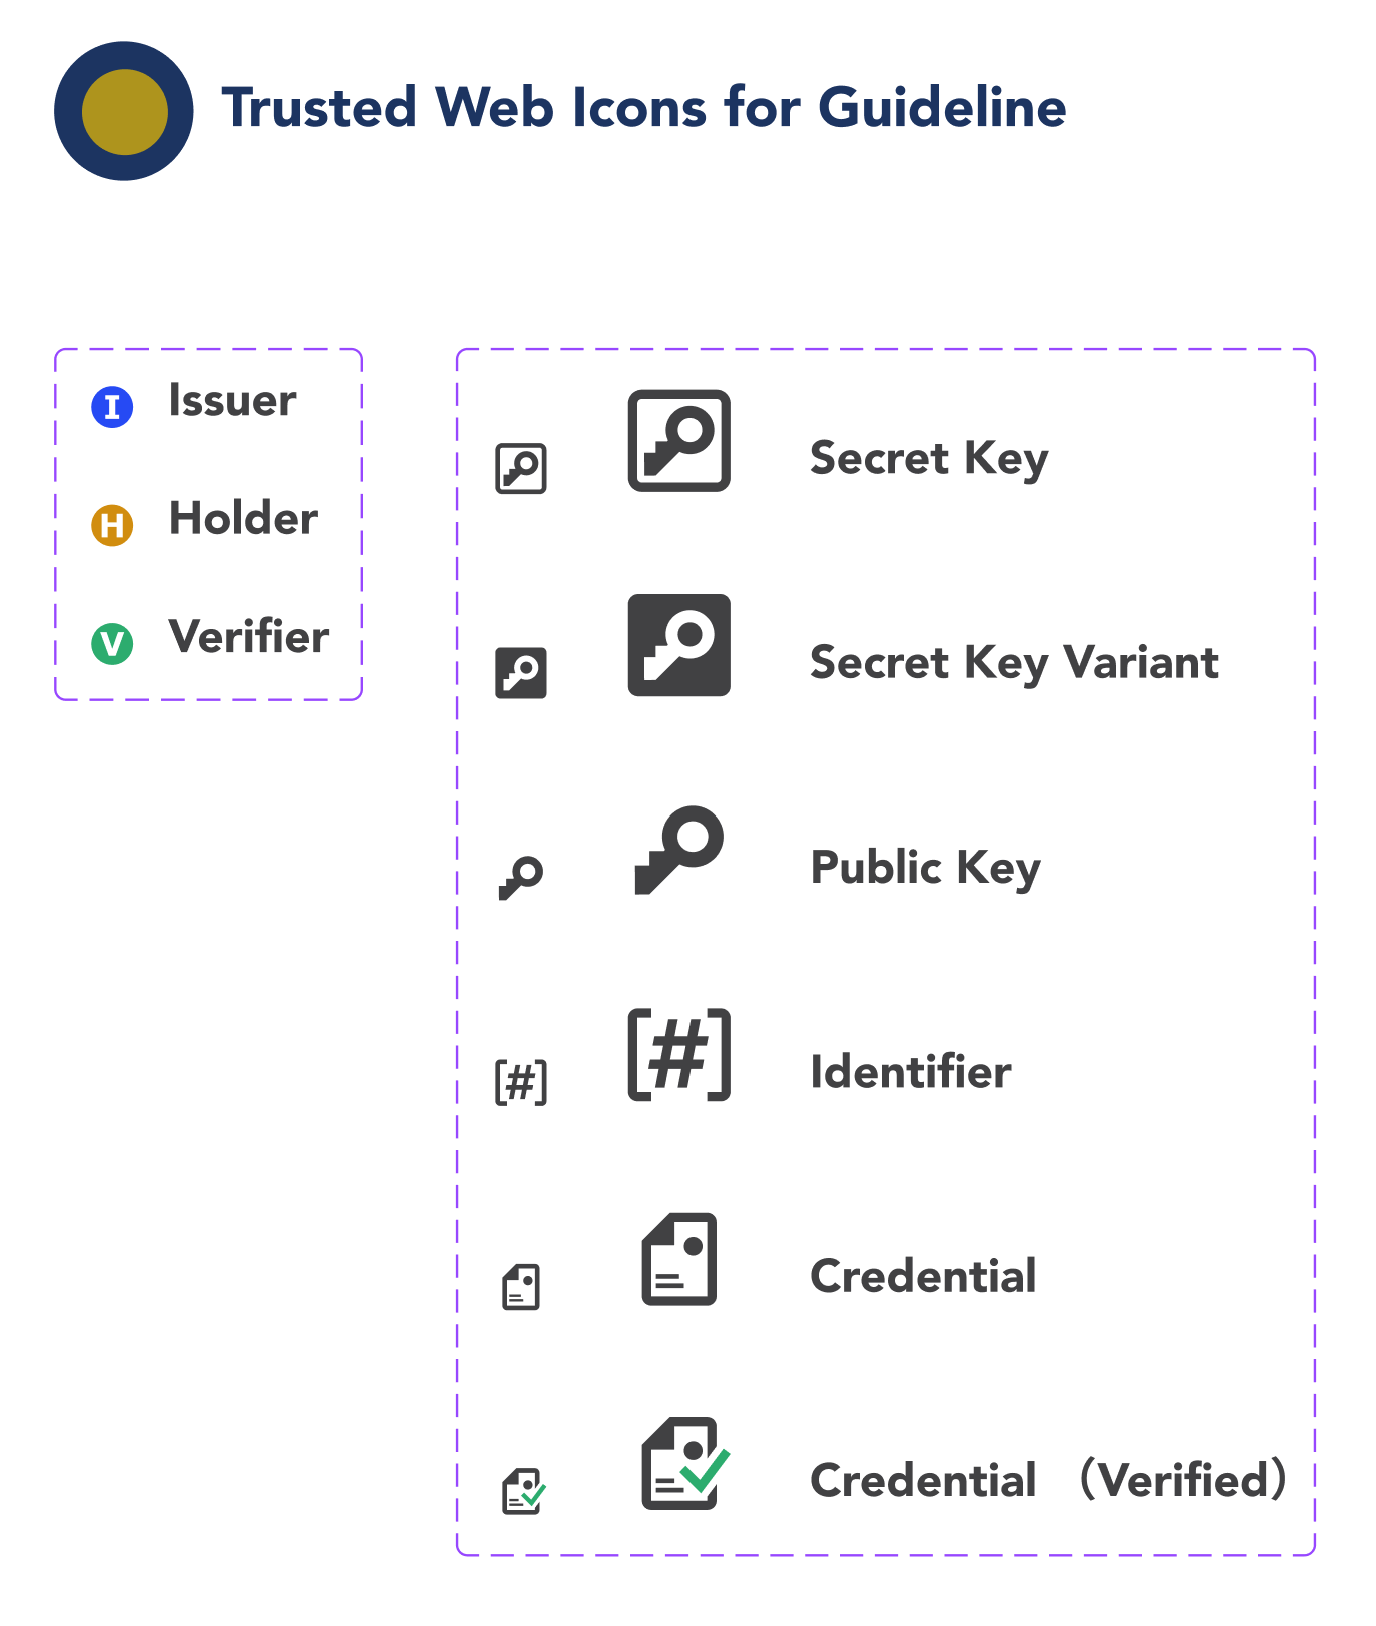 Trusted Web Icons for Guideline
I Issuer
H Holder
V Verifier
Secret Key
Secret Key Variant
Public Key
[#] [#] Identifier
Credential
Credential （Verified）